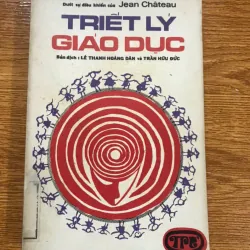 Dưới sự điều khiển của Jean Château
TRIẾT LÝ
GIÁO DỤC
Bản dịch : LÊ THANH HOÀNG DÂN và TRẦN HỮU ĐỨC
TRE